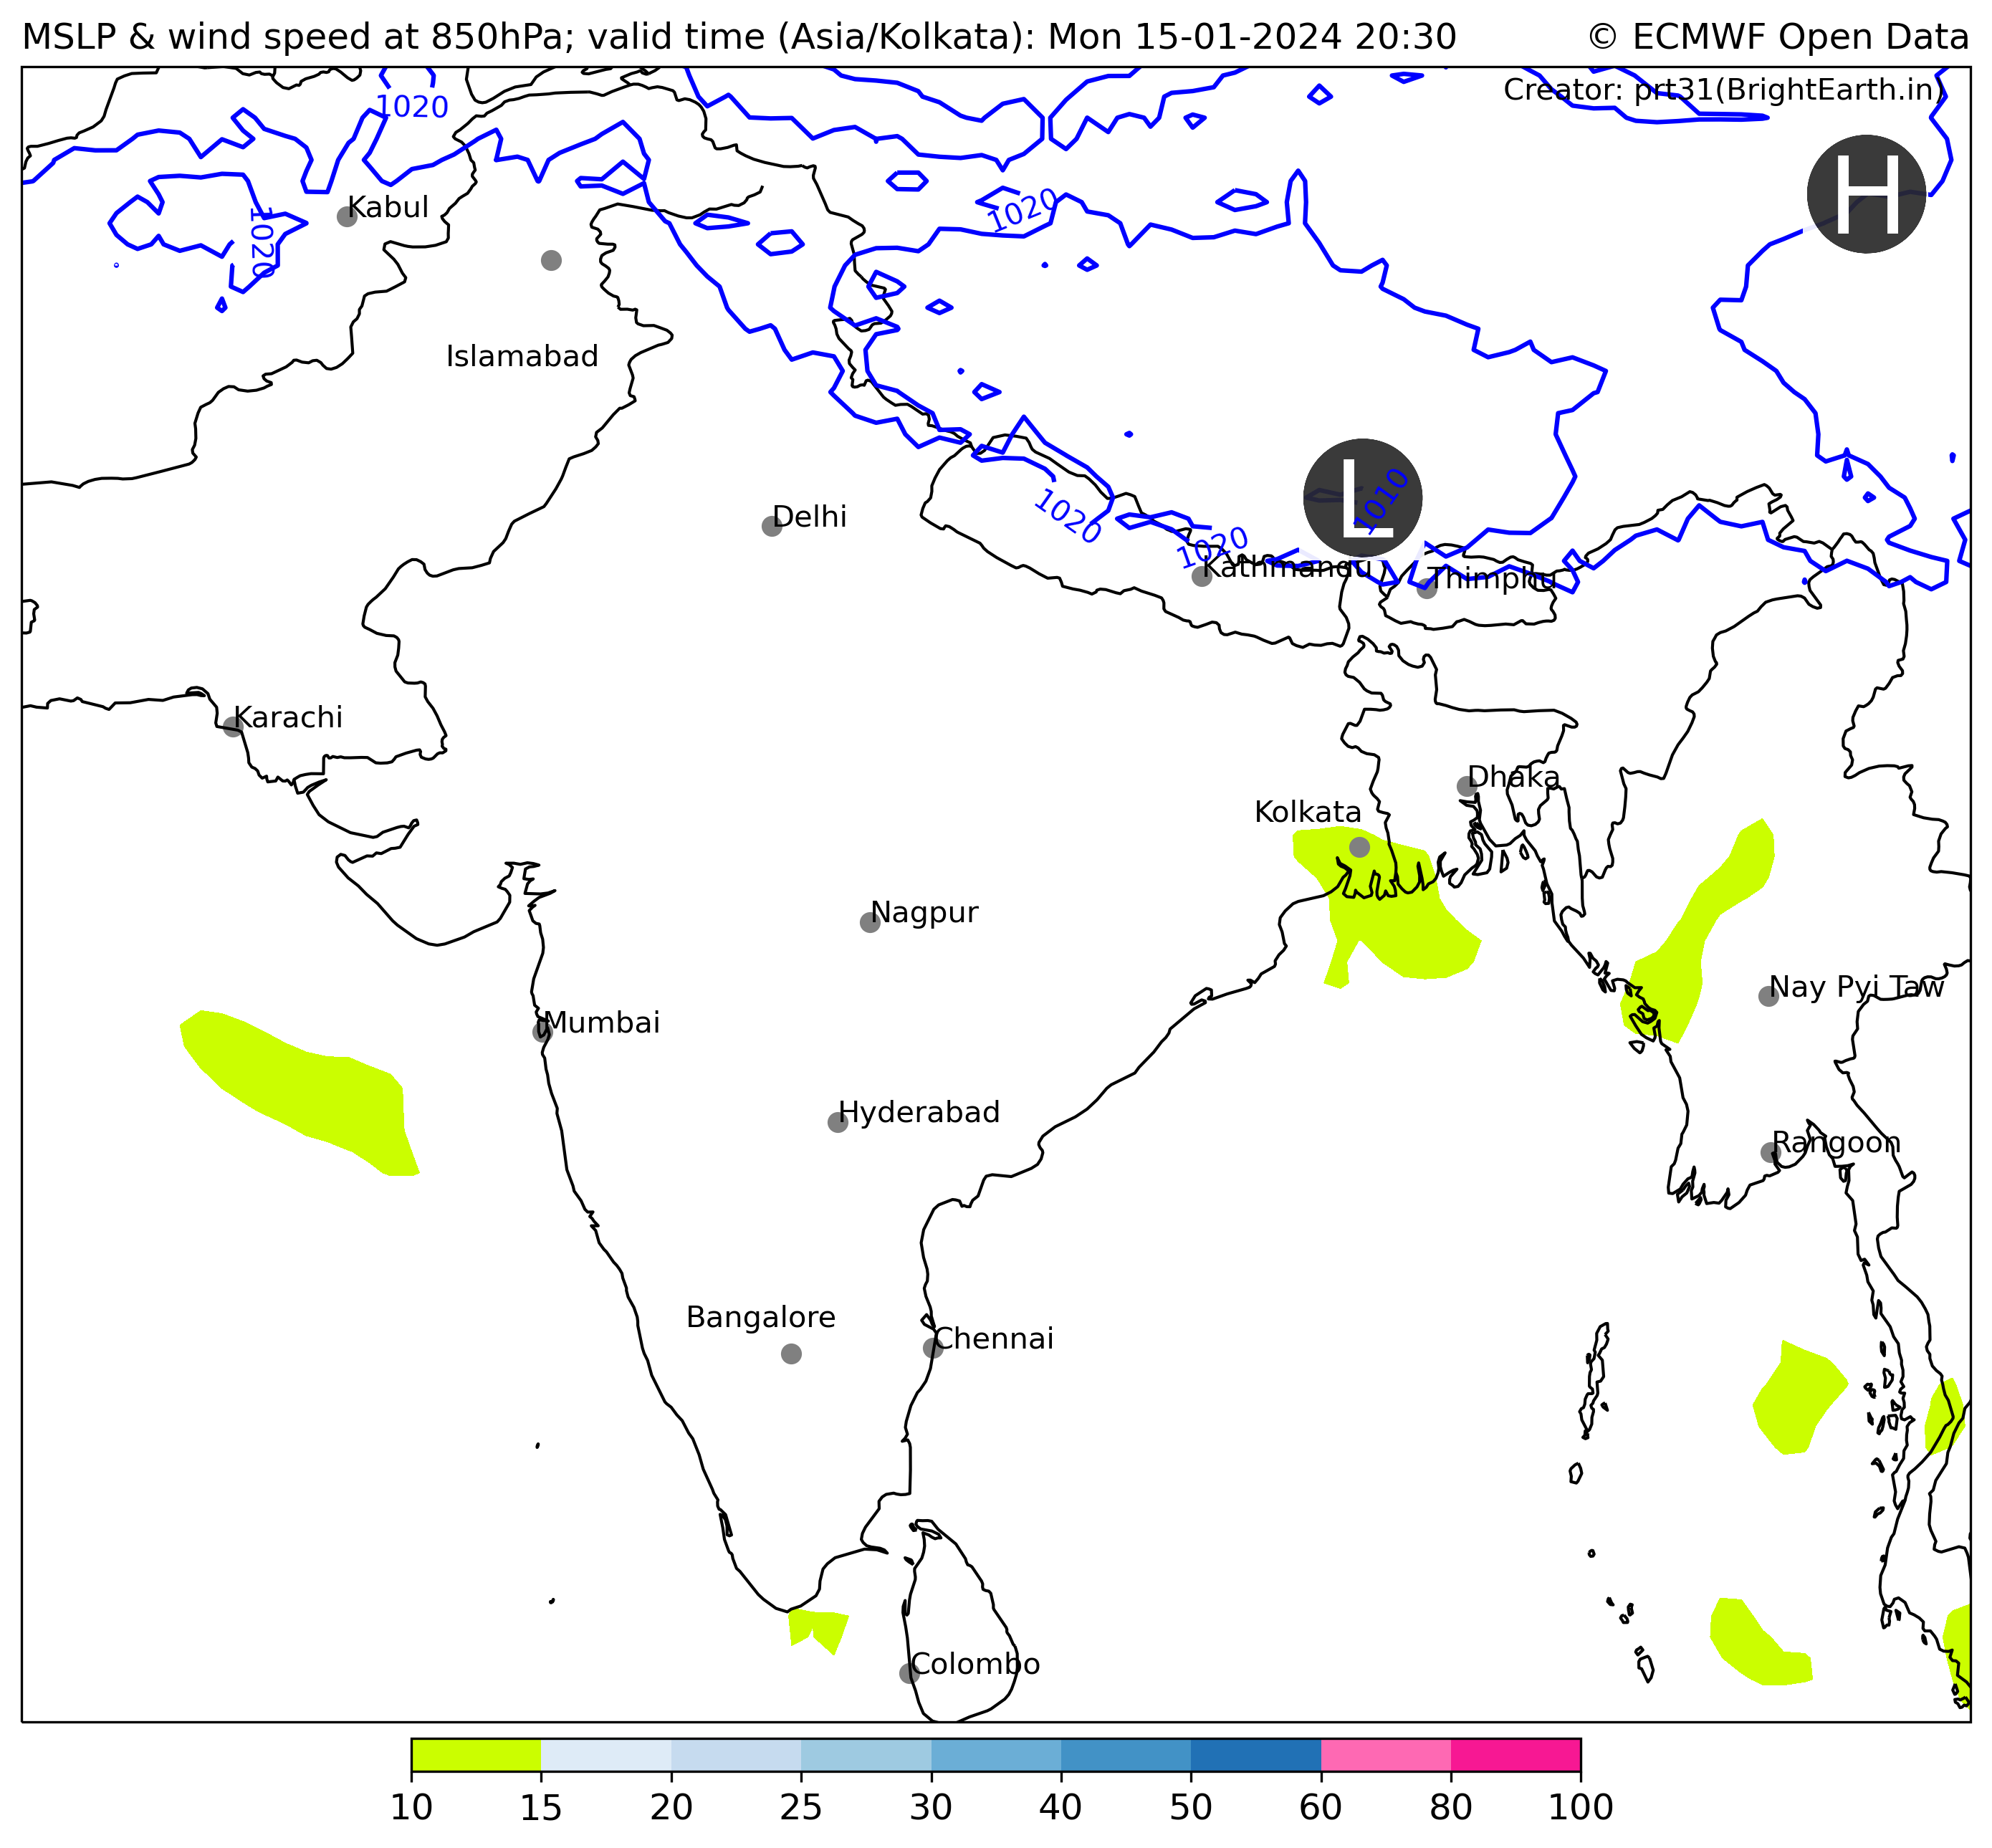 MSLP & wind speed at 850hPa; valid time (Asia/Kolkata): Mon 15-01-2024 20:30 © ECMWF Open Data
Creator: prt31(BrightEarth.in)
1020
H
Kabul
1020
1020
Islamabad
L
1010
1020
Delhi
1020
Kathmandu
Thimphu
Karachi
Dhaka
Kolkata
Nagpur
Nay Pyi Taw
Mumbai
Hyderabad
Rangoon
Bangalore
Chennai
Colombo
10 15 20 25 30 40 50 60 80 100